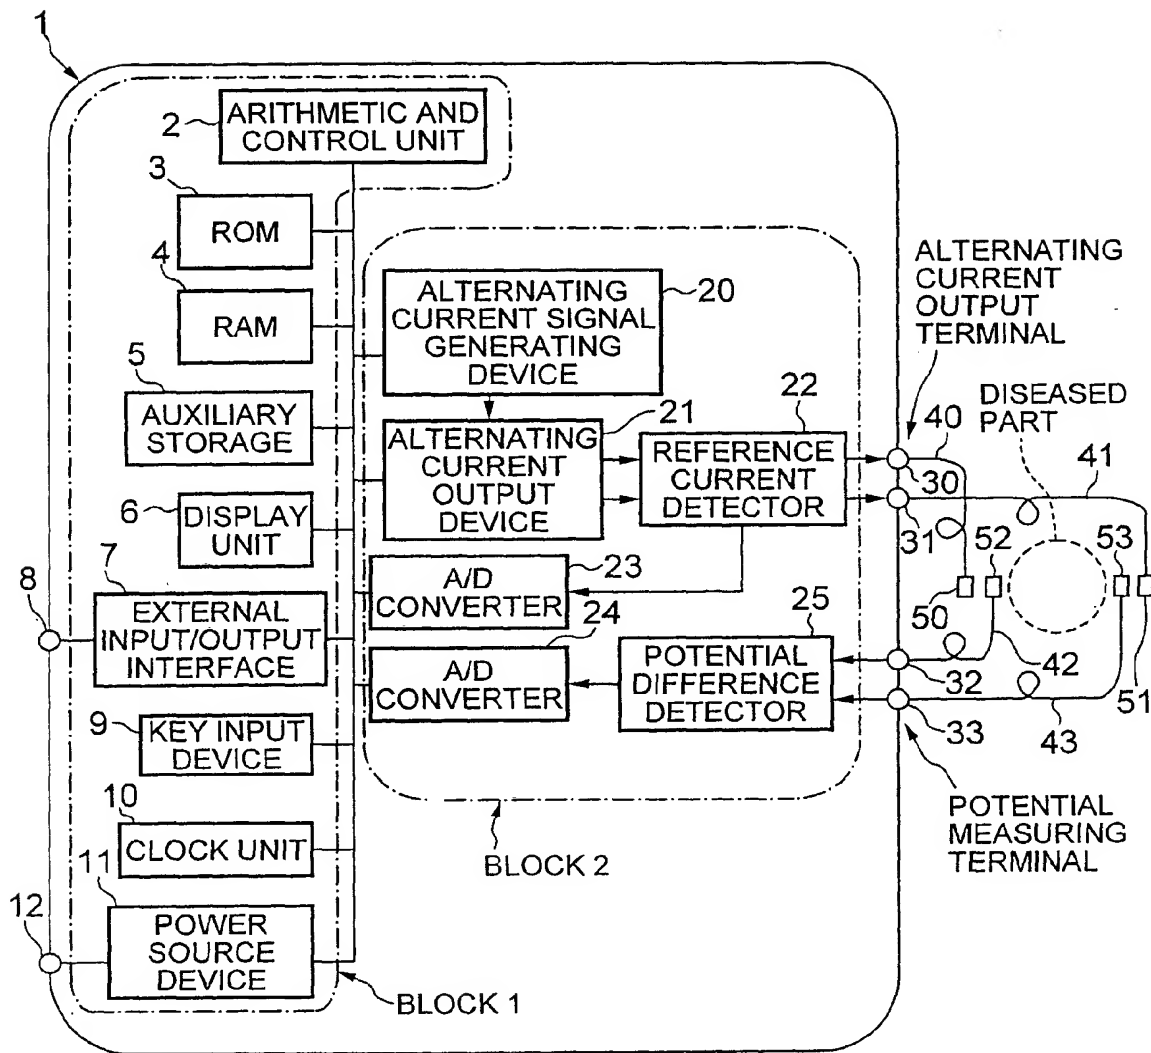 1
2
ARITHMETIC AND
CONTROL UNIT
3
ROM
4
RAM
5
AUXILIARY
STORAGE
6
DISPLAY
UNIT
7
8
EXTERNAL
INPUT/OUTPUT
INTERFACE
9
KEY INPUT
DEVICE
10
CLOCK UNIT
11
12
POWER
SOURCE
DEVICE
BLOCK 1
ALTERNATING
CURRENT SIGNAL
GENERATING
DEVICE
20
ALTERNATING
CURRENT
OUTPUT
DEVICE
21
22
REFERENCE
CURRENT
DETECTOR
A/D
CONVERTER
23
24
A/D
CONVERTER
25
POTENTIAL
DIFFERENCE
DETECTOR
BLOCK 2
ALTERNATING
CURRENT
OUTPUT
TERMINAL
DISEASED
PART
40
41
30
31
52
53
50
42
51
32
33
43
POTENTIAL
MEASURING
TERMINAL